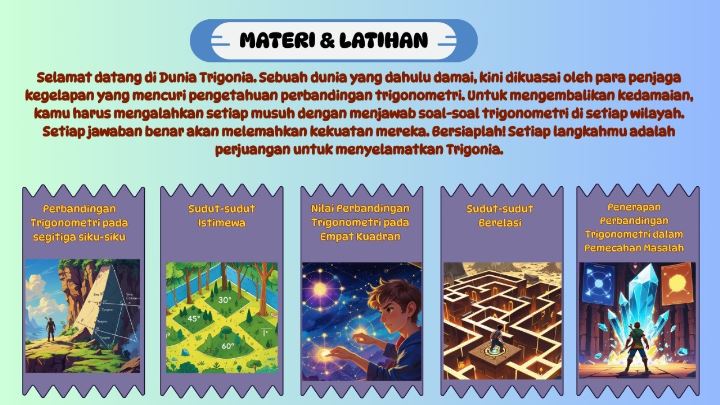 MATERI & LATIHAN
Selamat datang di Dunia Trigonia. Sebuah dunia yang dahulu damai, kini dikuasai oleh para penjaga
kegelapan yang mencuri pengetahuan perbandingan trigonometri. Untuk mengembalikan kedamaian,
kamu harus mengalahkan setiap musuh dengan menjawab soal-soal trigonometri di setiap wilayah.
Setiap jawaban benar akan melemahkan kekuatan mereka. Bersiaplah! Setiap langkahmu adalah
perjuangan untuk menyelamatkan Trigonia.
Perbandingan
Trigonometri pada
segitiga siku-siku
Sudut-sudut
Istimewa
Nilai Perbandingan
Trigonometri pada
Empat Kuadran
Sudut-sudut
Berelasi
Penerapan
Perbandingan
Trigonometri dalam
Pemecahan Masalah
30°
45°
60°